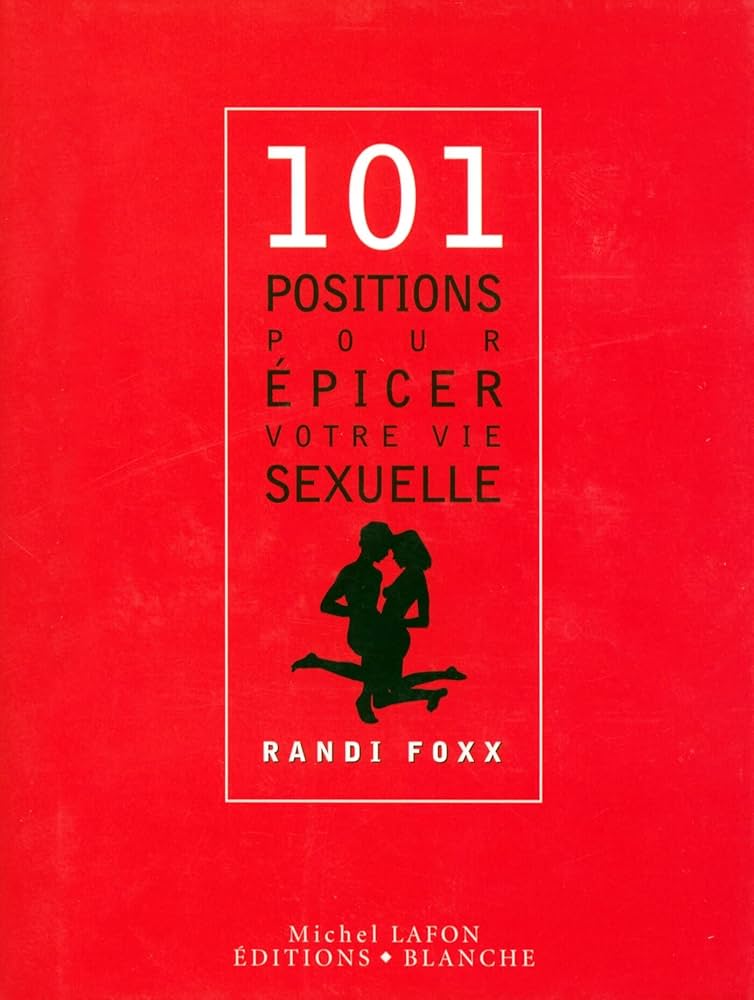 101
POSITIONS
POUR
ÉPICER
VOTRE VIE
SEXUELLE
RANDI FOXX
Michel LAFON
ÉDITIONS ◆ BLANCHE